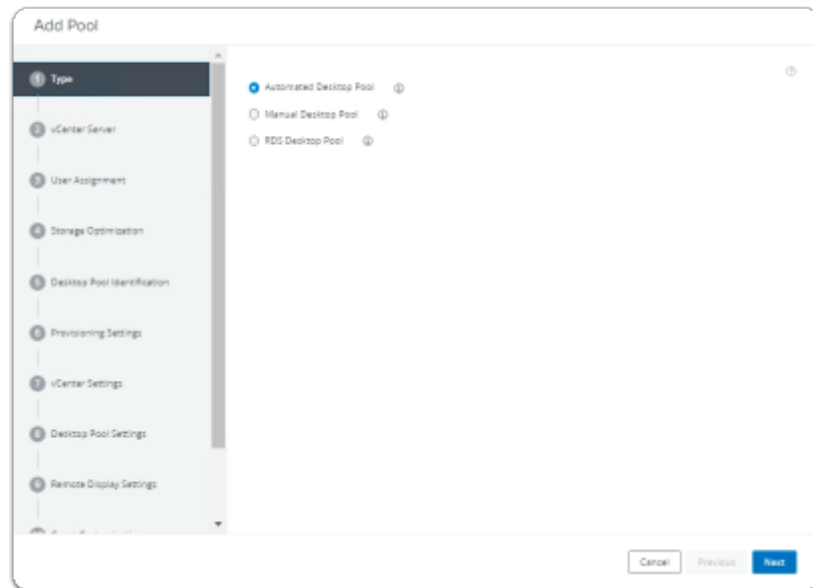 Add Pool
1 Type
2 vCenter Server
3 User Assignment
4 Storage Optimization
5 Desktop Pool Identification
6 Provisioning Settings
7 vCenter Settings
8 Desktop Pool Settings
9 Remote Display Settings
Automated Desktop Pool
Manual Desktop Pool
RDS Desktop Pool
Cancel
Previous
Next